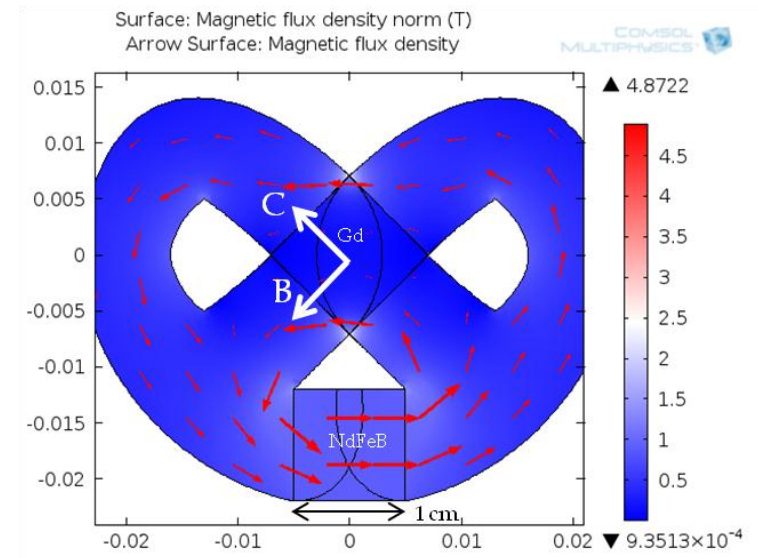 Surface: Magnetic flux density norm (T)
Arrow Surface: Magnetic flux density
COMSOL
MULTIPHYSICS
▲ 4.8722
0.015
0.01
0.005
0
-0.005
-0.01
-0.015
-0.02
C
Gd
B
NdFeB
1 cm
-0.02
-0.01
0
0.01
0.02
4.5
4
3.5
3
2.5
2
1.5
1
0.5
▼ 9.3513×10⁻⁴